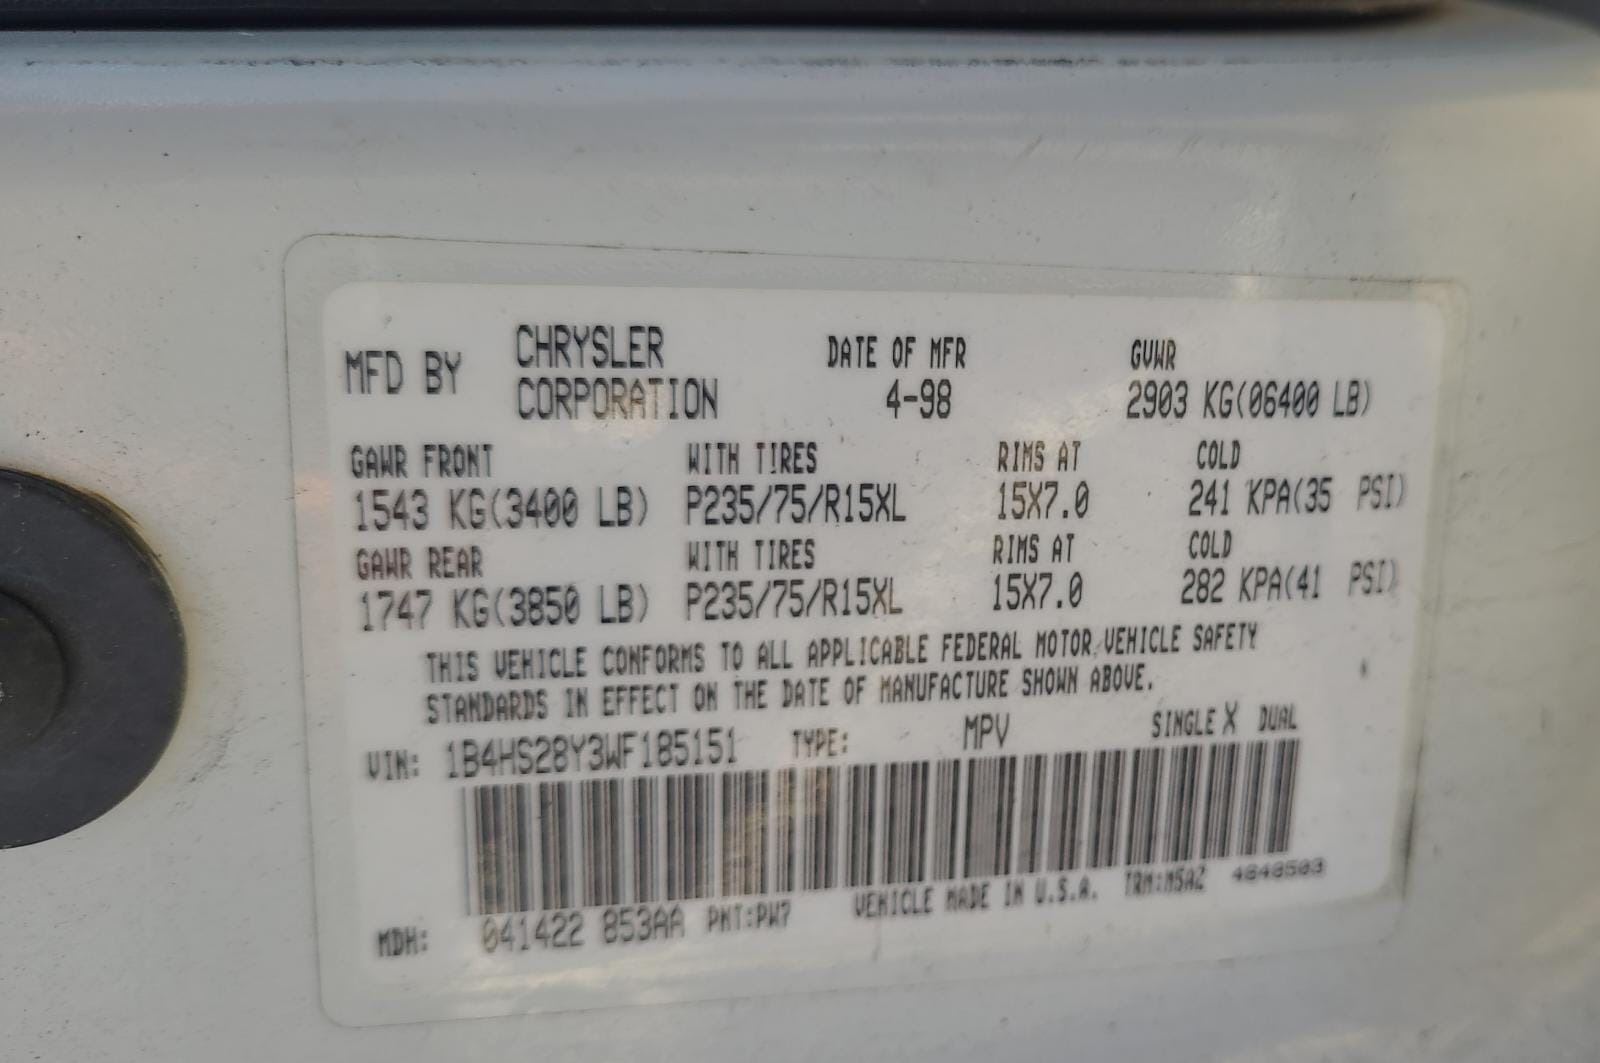 MFD BY CHRYSLER CORPORATION DATE OF MFR 4-98 GVWR 2903 KG(06400 LB)
GAWR FRONT WITH TIRES RIMS AT COLD
1543 KG(3400 LB) P235/75/R15XL 15X7.0 241 KPA(35 PSI)
GAWR REAR WITH TIRES RIMS AT COLD
1747 KG(3850 LB) P235/75/R15XL 15X7.0 282 KPA(41 PSI)
THIS VEHICLE CONFORMS TO ALL APPLICABLE FEDERAL MOTOR VEHICLE SAFETY
STANDARDS IN EFFECT ON THE DATE OF MANUFACTURE SHOWN ABOVE.
VIN: 1B4HS28Y3WF185151 TYPE: MPV SINGLE X DUAL
MDH: 041422 853AA PNT:PW7 VEHICLE MADE IN U.S.A. TRM:M5AZ 4848503